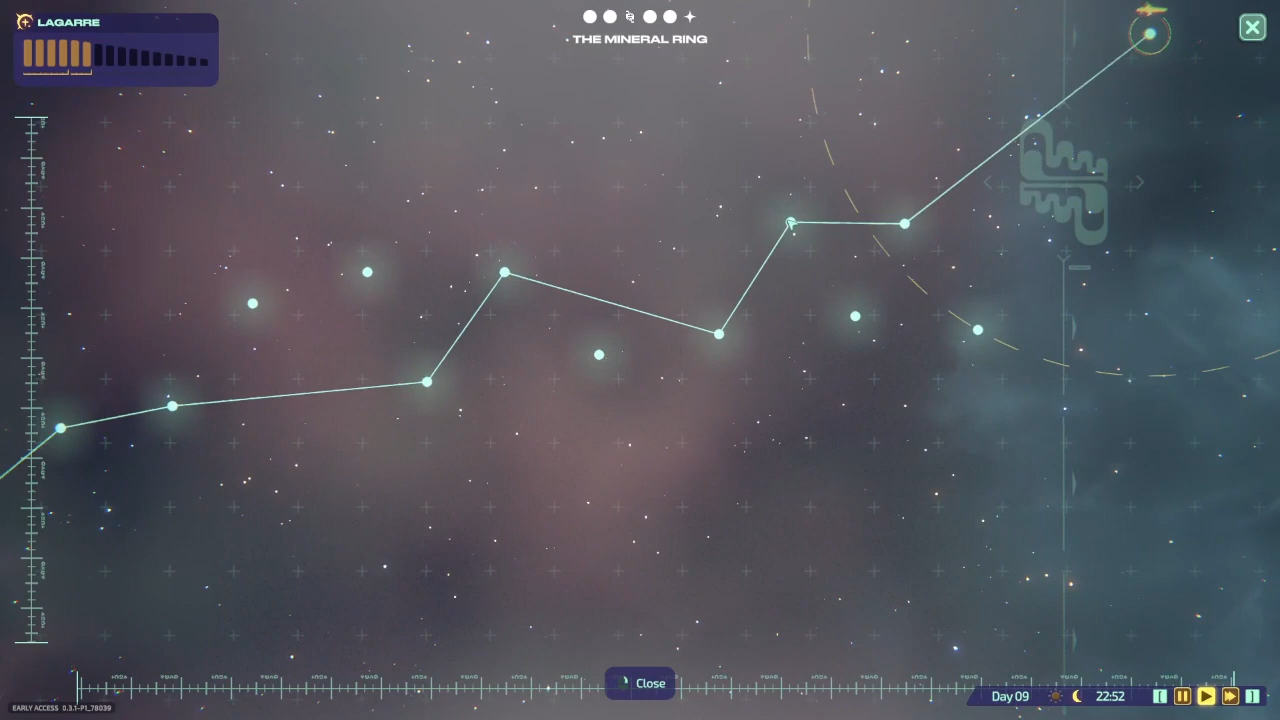 LAGARRE
THE MINERAL RING
Close
Day 09
22:52
EARLY ACCESS 0.3.1-P1_78039